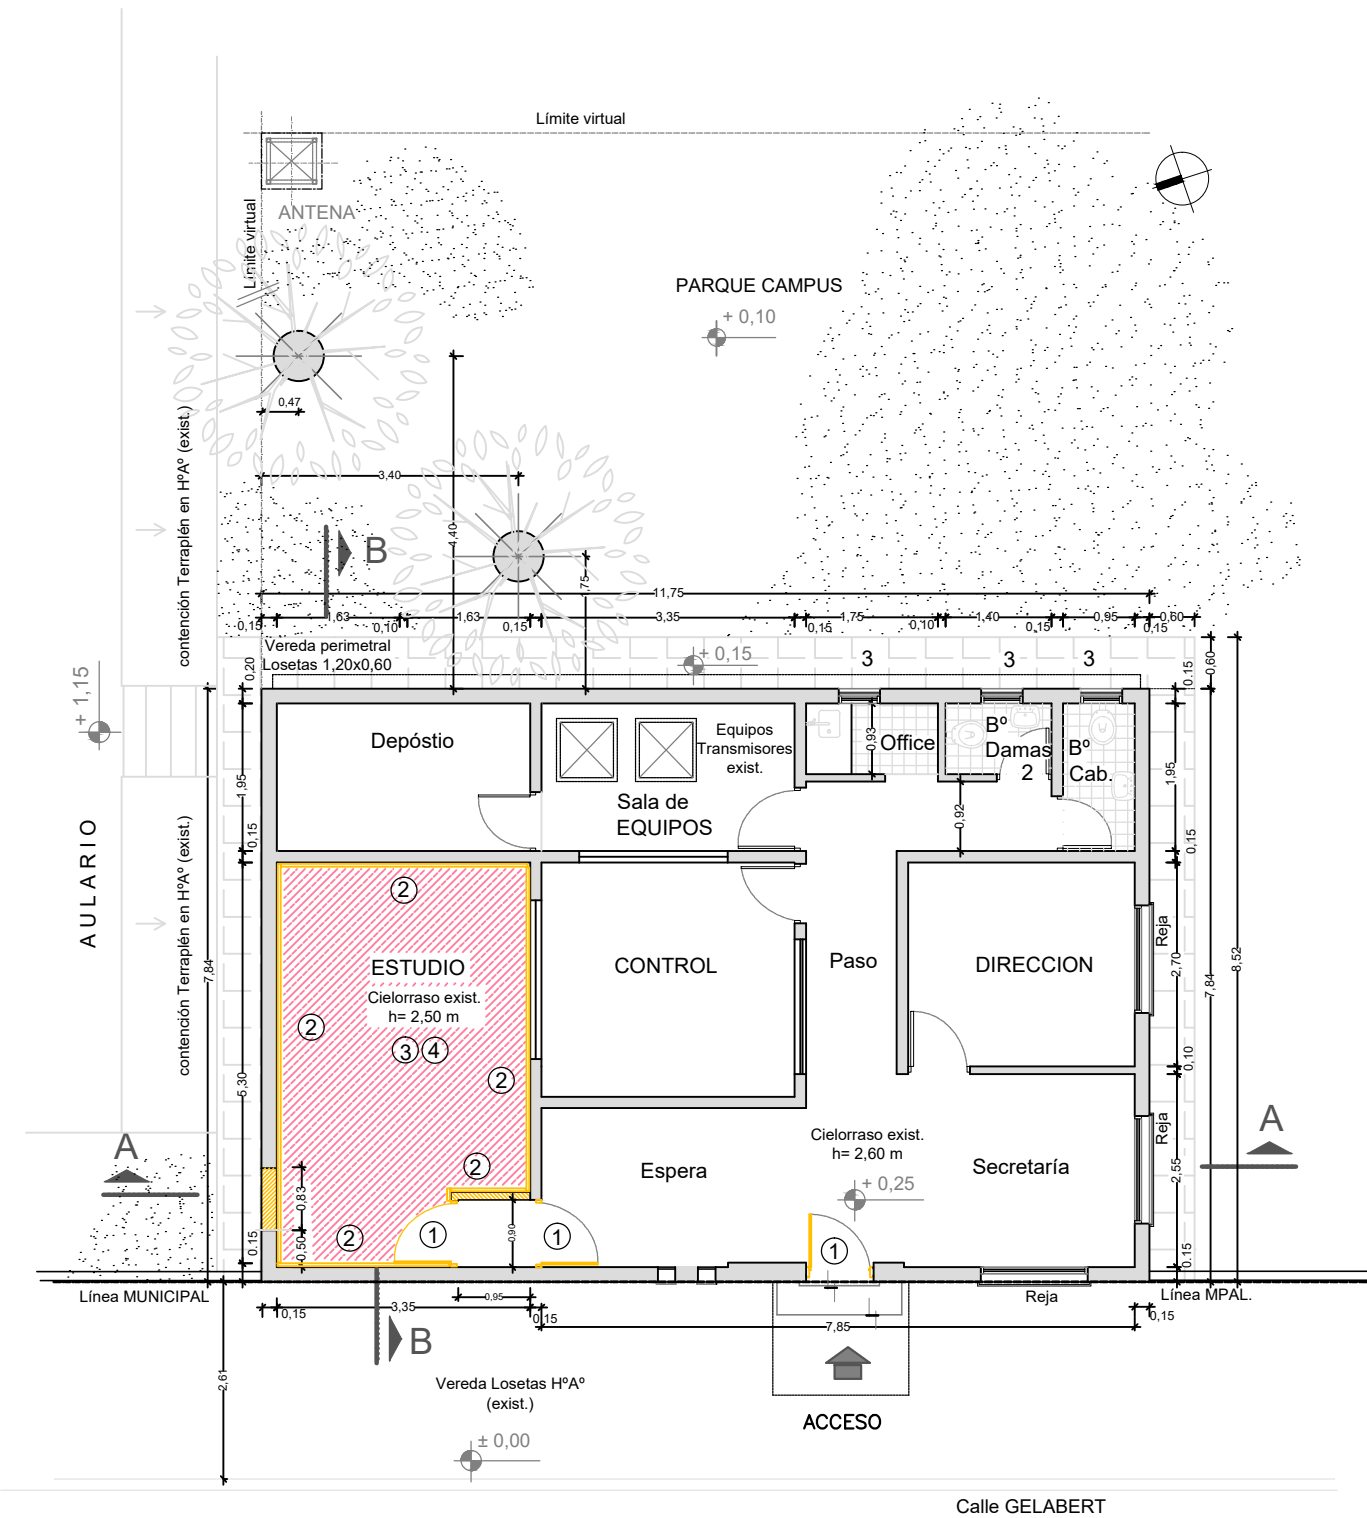 Límite virtual
Límite virtual
ANTENA
PARQUE CAMPUS
+ 0,10
0,47
contención Terraplén en HºAº (exist.)
3,40
4,40
B
,75
11,75
0,15
1,63
0,10
1,63
0,15
3,35
0,15
1,75
0,10
1,40
0,15
0,95
0,15
0,60
Vereda perimetral
Losetas 1,20x0,60
+ 0,15
3
3
3
0,20
0.15
0,60
+ 1,15
Depóstio
Equipos
Transmisores
exist.
0,93
Office
Bº
Damas
2
Bº
Cab.
1,95
1,95
Sala de
EQUIPOS
0,92
0,15
0,15
AULARIO
contención Terraplén en HºAº (exist.)
2
ESTUDIO
Cielorraso exist.
h= 2,50 m
2
3
4
2
CONTROL
Paso
DIRECCION
Reja
2,70
7,84
8,52
7,84
5,30
0,10
A
A
Reja
Cielorraso exist.
h= 2,60 m
Espera
Secretaría
2
0,83
+ 0,25
2,55
2
1
0,90
1
1
0.15
0,50
0.15
Línea MUNICIPAL
0,95
Reja
Línea MPAL.
0,15
3,35
0,15
7,85
0,15
B
2,61
Vereda Losetas HºAº
(exist.)
ACCESO
± 0,00
Calle GELABERT